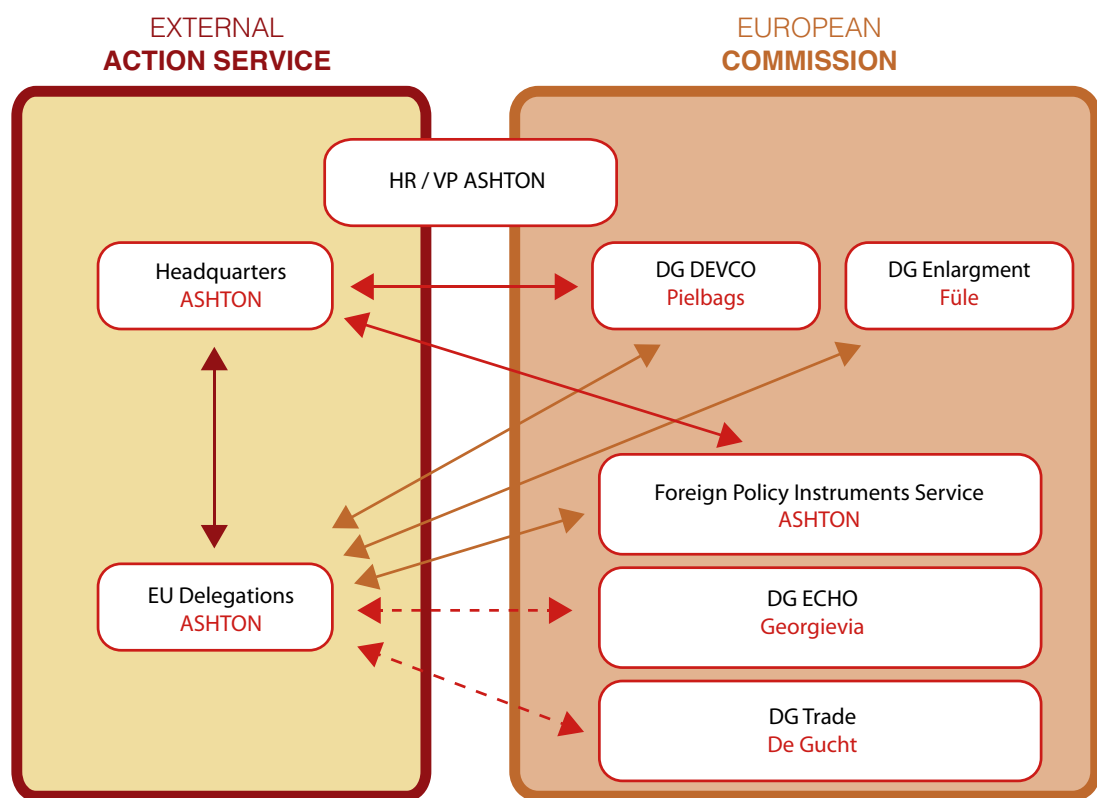 EXTERNAL
ACTION SERVICE
EUROPEAN
COMMISSION
HR / VP ASHTON
Headquarters
ASHTON
DG DEVCO
Pielbags
DG Enlargment
Füle
Foreign Policy Instruments Service
ASHTON
EU Delegations
ASHTON
DG ECHO
Georgievia
DG Trade
De Gucht